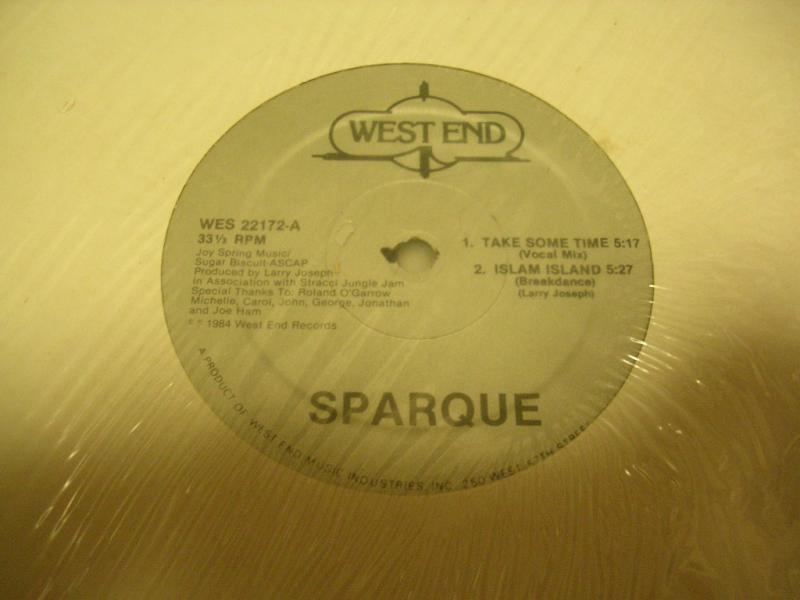 WEST END
WES 22172-A
33⅓ RPM
Joy Spring Music/
Sugar Biscuit-ASCAP
Produced by Larry Joseph
in Association with Stracci Jungle Jam
Special Thanks To: Roland O'Garrow
Michelle, Carol, John, George, Jonathan
and Joe Ham
1984 West End Records
1. TAKE SOME TIME 5:17
(Vocal Mix)
2. ISLAM ISLAND 5:27
(Breakdance)
(Larry Joseph)
SPARQUE
A PRODUCT OF WEST END MUSIC INDUSTRIES, INC. 250 WEST 57TH STREET